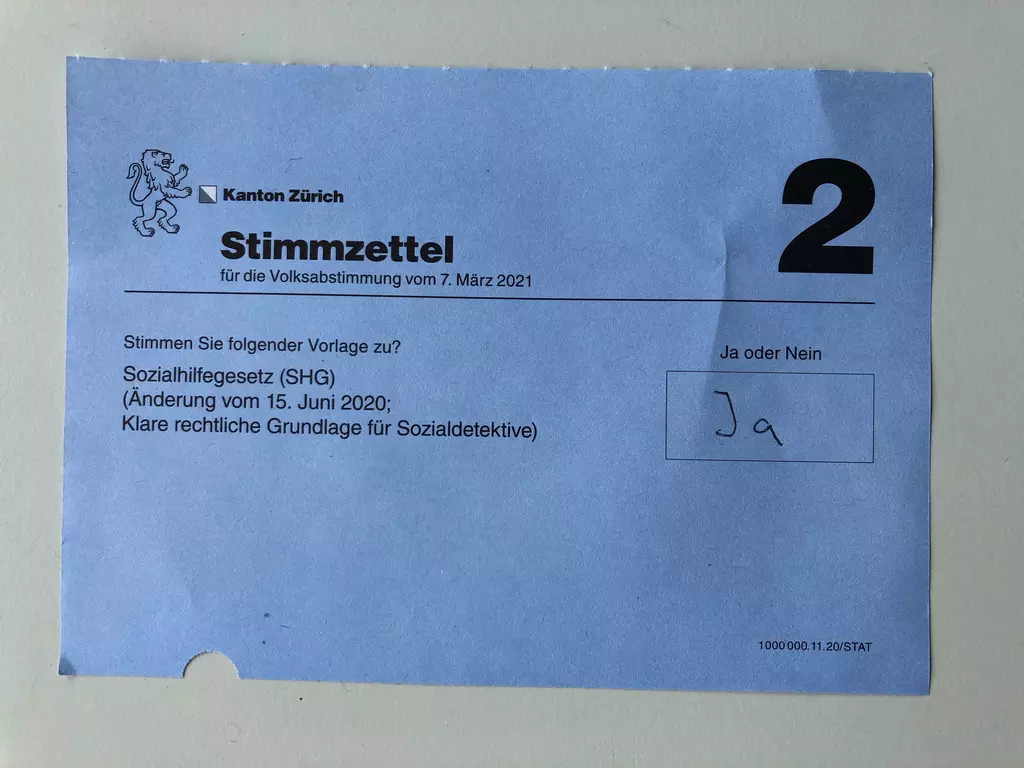 Kanton Zürich
Stimmzettel
für die Volksabstimmung vom 7. März 2021
2
Stimmen Sie folgender Vorlage zu?
Sozialhilfegesetz (SHG)
(Änderung vom 15. Juni 2020;
Klare rechtliche Grundlage für Sozialdetektive)
Ja oder Nein
Ja
1000 000.11.20/STAT